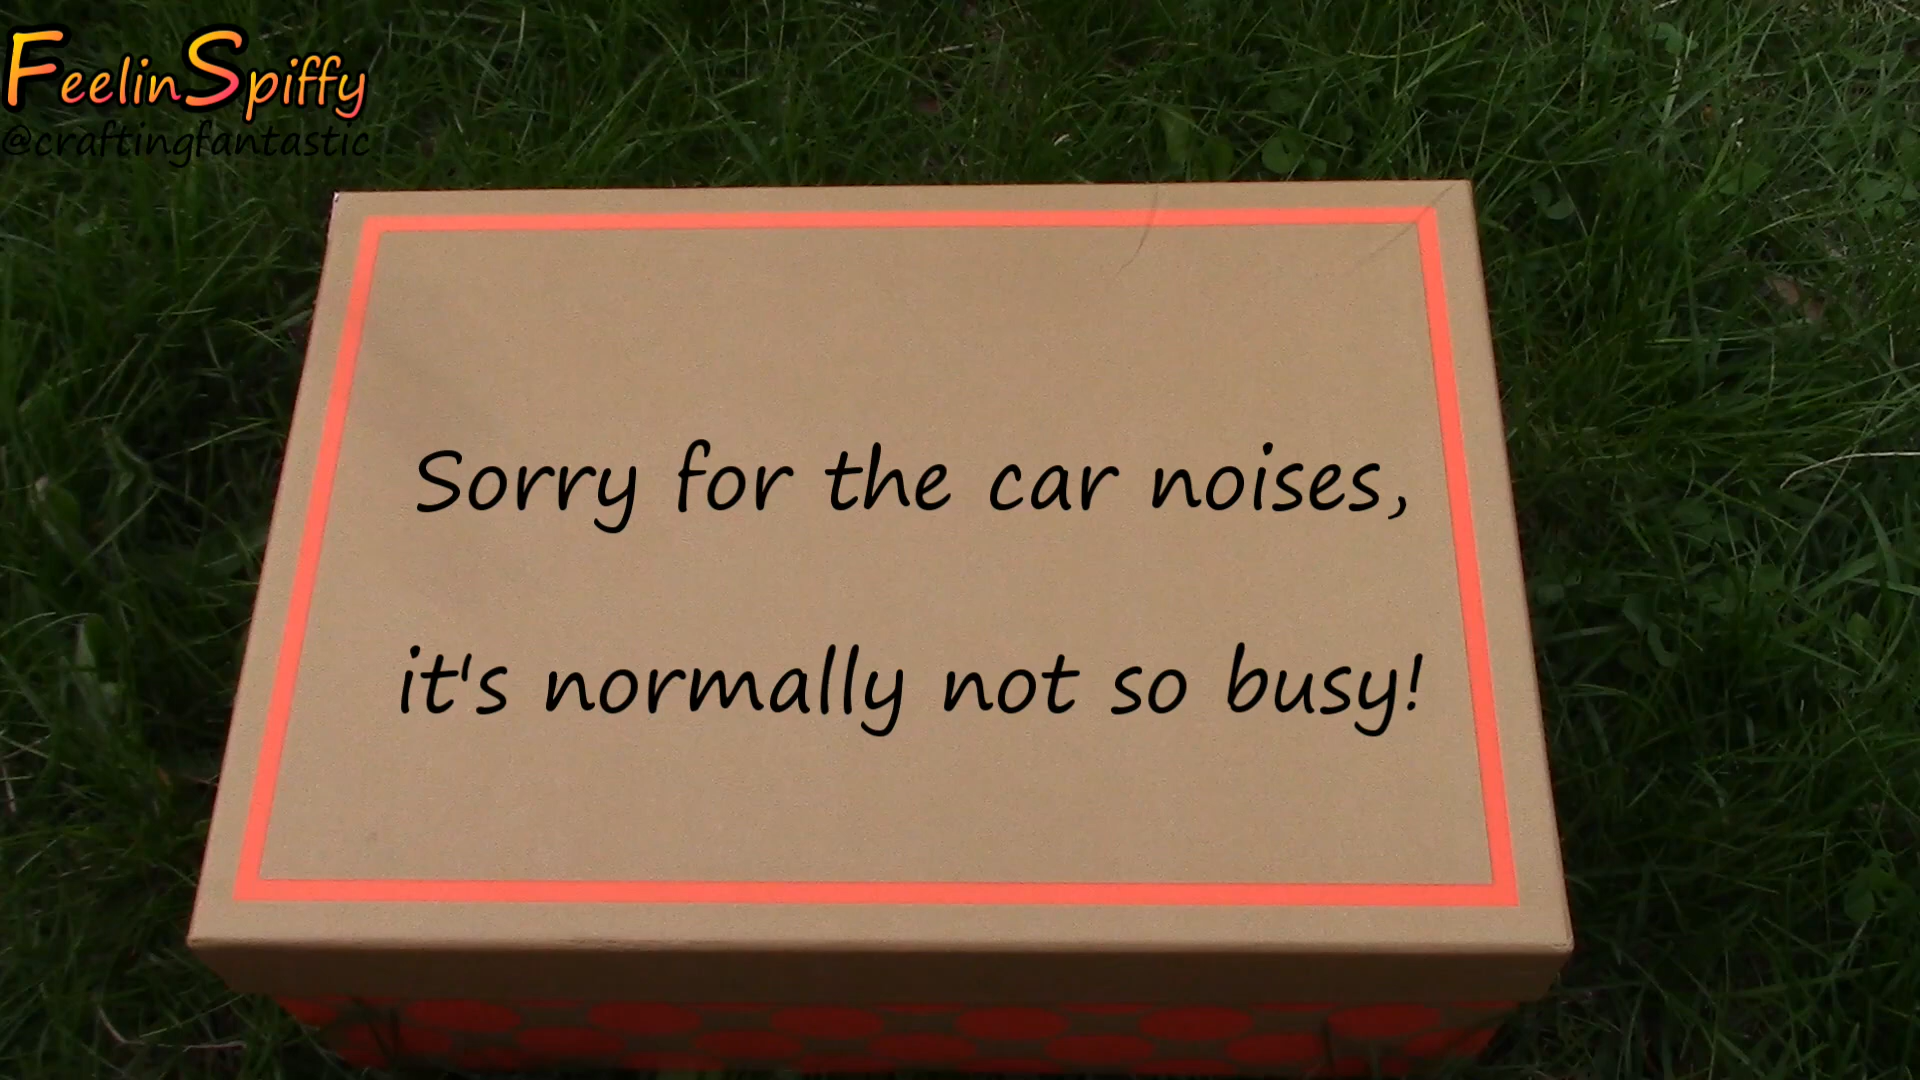 FeelinSpiffy
@craftingfantastic
Sorry for the car noises,
it's normally not so busy!